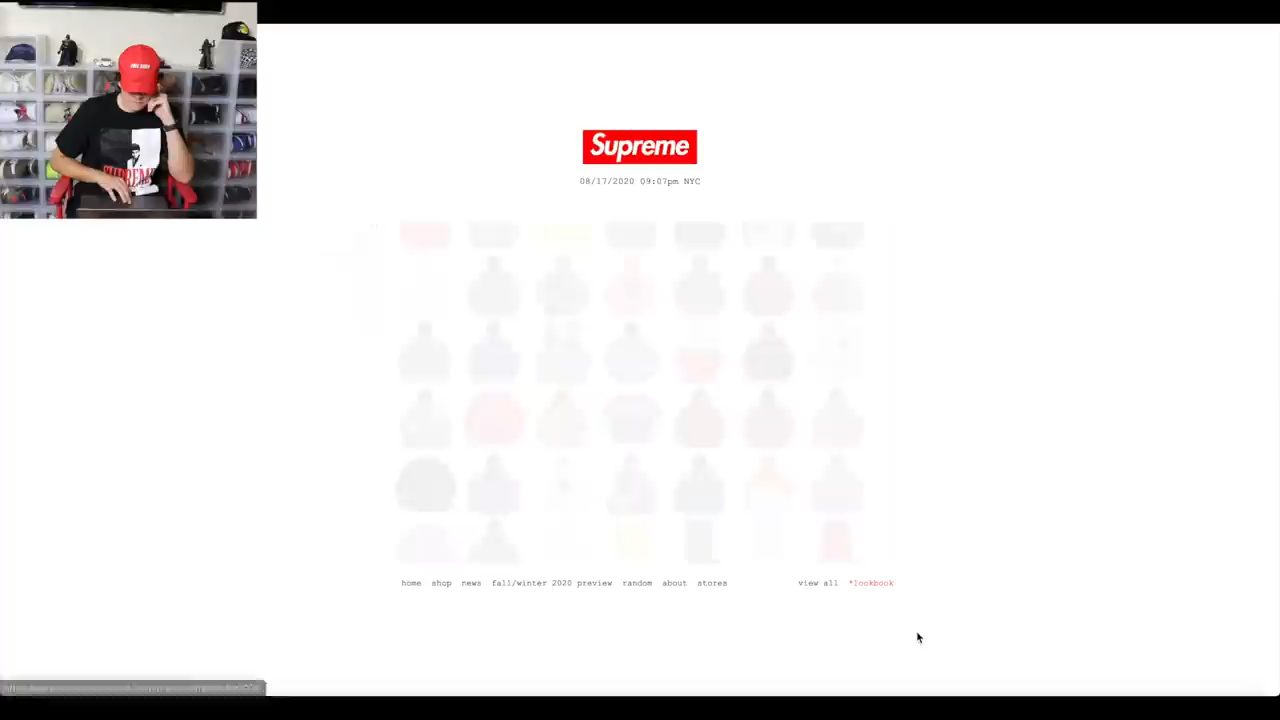 Supreme
08/17/2020 09:07pm NYC
home shop news fall/winter 2020 preview random about stores view all *lookbook